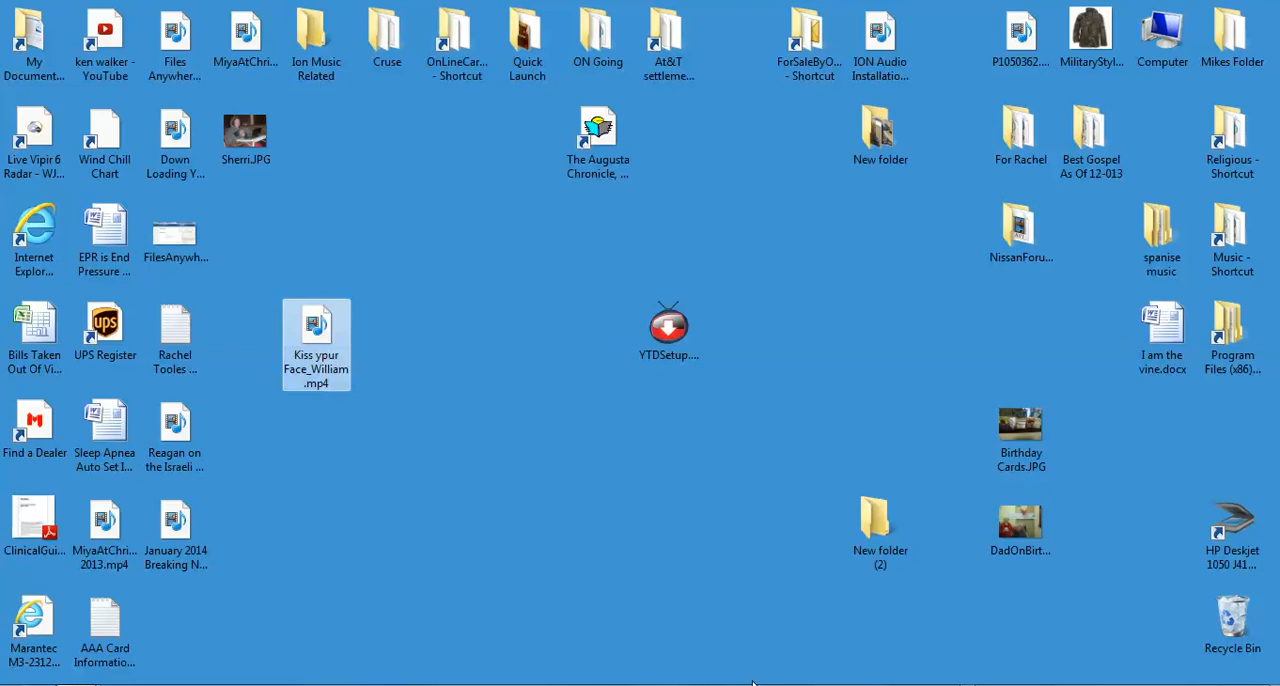 My
Document...
ken walker -
YouTube
Files
Anywher...
MiyaAtChri...
Ion Music
Related
Cruse
OnLineCar...
- Shortcut
Quick
Launch
ON Going
At&T
settleme...
ForSaleByO...
- Shortcut
ION Audio
Installatio...
P1050362....
MilitaryStyl...
Computer
Mikes Folder
Live Vipir 6
Radar - WJ...
Wind Chill
Chart
Down
Loading Y...
Sherri.JPG
The Augusta
Chronicle, ...
New folder
For Rachel
Best Gospel
As Of 12-013
Religious -
Shortcut
Internet
Explor...
EPR is End
Pressure ...
FilesAnywh...
NissanForu...
spanise
music
Music -
Shortcut
Bills Taken
Out Of Vi...
ups
UPS Register
Rachel
Tooles ...
Kiss ypur
Face_William
.mp4
YTDSetup....
I am the
vine.docx
Program
Files (x86)...
Find a Dealer
Sleep Apnea
Auto Set I...
Reagan on
the Israeli ...
Birthday
Cards.JPG
ClinicalGui...
MiyaAtChri...
2013.mp4
January 2014
Breaking N...
New folder
(2)
DadOnBirt...
HP Deskjet
1050 J41...
Marantec
M3-2312...
AAA Card
Informatio...
Recycle Bin